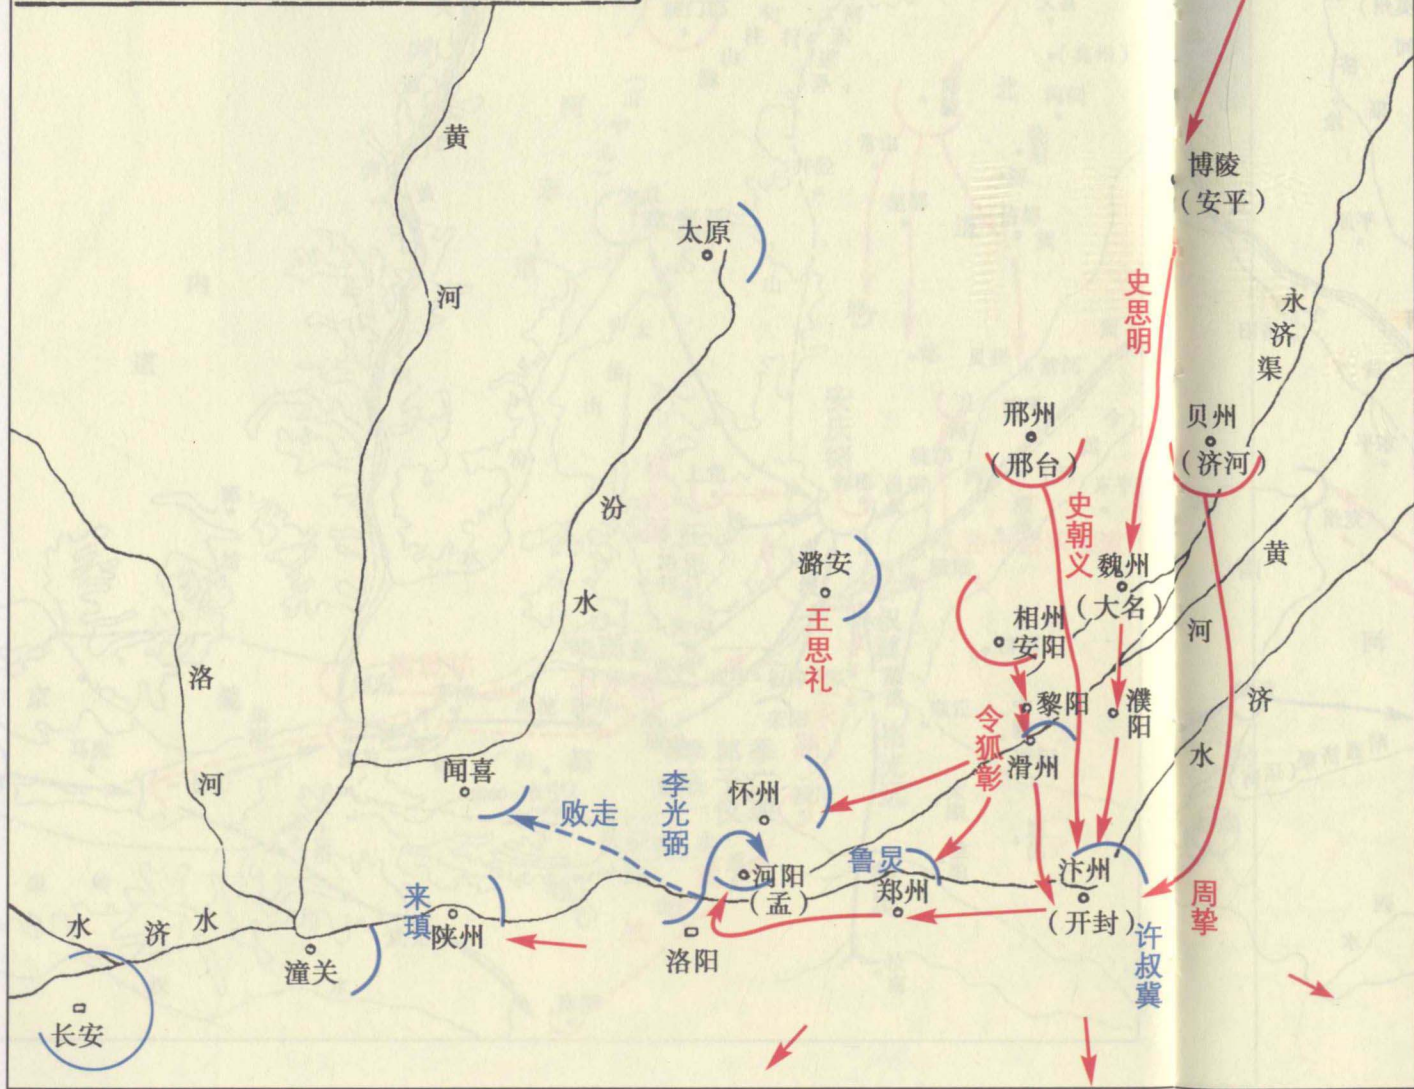 黄
河
太原
博陵
(安平)
史思明
永济渠
邢州
(邢台)
贝州
(济河)
汾
水
史朝义
潞安
王思礼
魏州
(大名)
相州
安阳
黄
河
洛
河
黎阳
濮阳
济
水
令狐彰
滑州
闻喜
败走
李光弼
怀州
河阳
(孟)
鲁炅
郑州
汴州
(开封)
周挚
许叔冀
来瑱
陕州
洛阳
潼关
水
济
水
长安